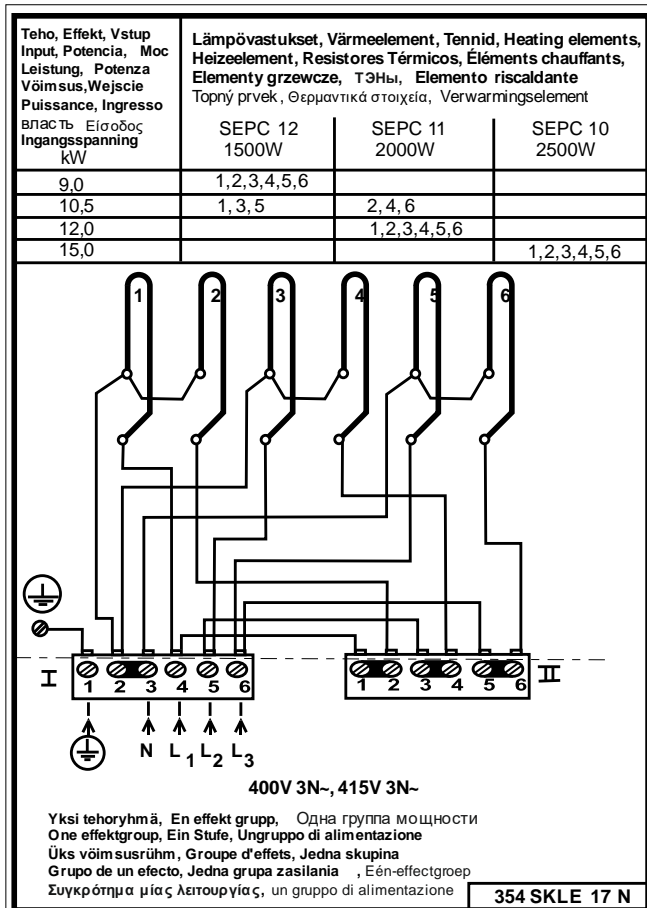 Teho, Effekt, Vstup
Input, Potencia, Moc
Leistung, Potenza
Vöimsus,Wejscie
Puissance, Ingresso
власть Είσοδος
Ingangsspanning
kW
Lämpövastukset, Värmeelement, Tennid, Heating elements,
Heizeelement, Resistores Térmicos, Éléments chauffants,
Elementy grzewcze, ТЭНы, Elemento riscaldante
Topný prvek, Θερμαντικά στοιχεία, Verwarmingselement
SEPC 12 SEPC 11 SEPC 10
1500W 2000W 2500W
9,0 1,2,3,4,5,6
10,5 1,3,5 2,4,6
12,0 1,2,3,4,5,6
15,0 1,2,3,4,5,6
1 2 3 4 5 6
I 1 2 3 4 5 6 1 2 3 4 5 6 II
N L1 L2 L3
400V 3N~, 415V 3N~
Yksi tehoryhmä, En effekt grupp, Одна группа мощности
One effektgroup, Ein Stufe, Ungruppo di alimentazione
Üks vöimsusrühm, Groupe d'effets, Jedna skupina
Grupo de un efecto, Jedna grupa zasilania , Eén-effectgroep
Συγκρότημα μίας λειτουργίας, un gruppo di alimentazione
354 SKLE 17 N